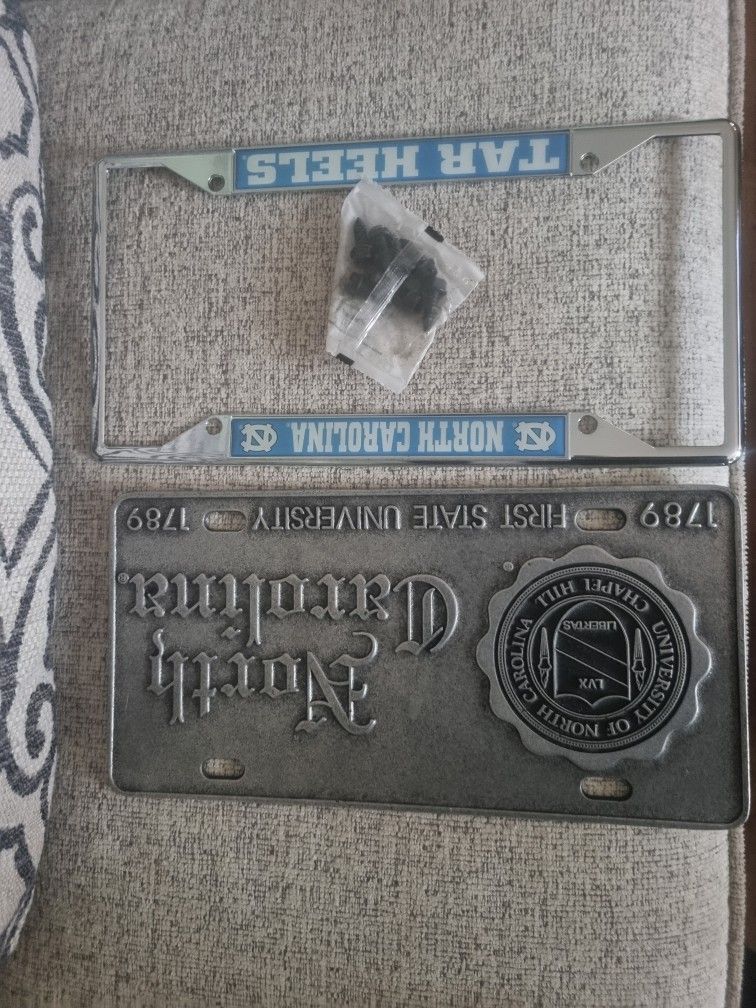 UNIVERSITY OF NORTH CAROLINA
LVX
LIBERTAS
CHAPEL HILL
®
North
Carolina®
1789 FIRST STATE UNIVERSITY 1789
NC NORTH CAROLINA® NC
TAR HEELS®